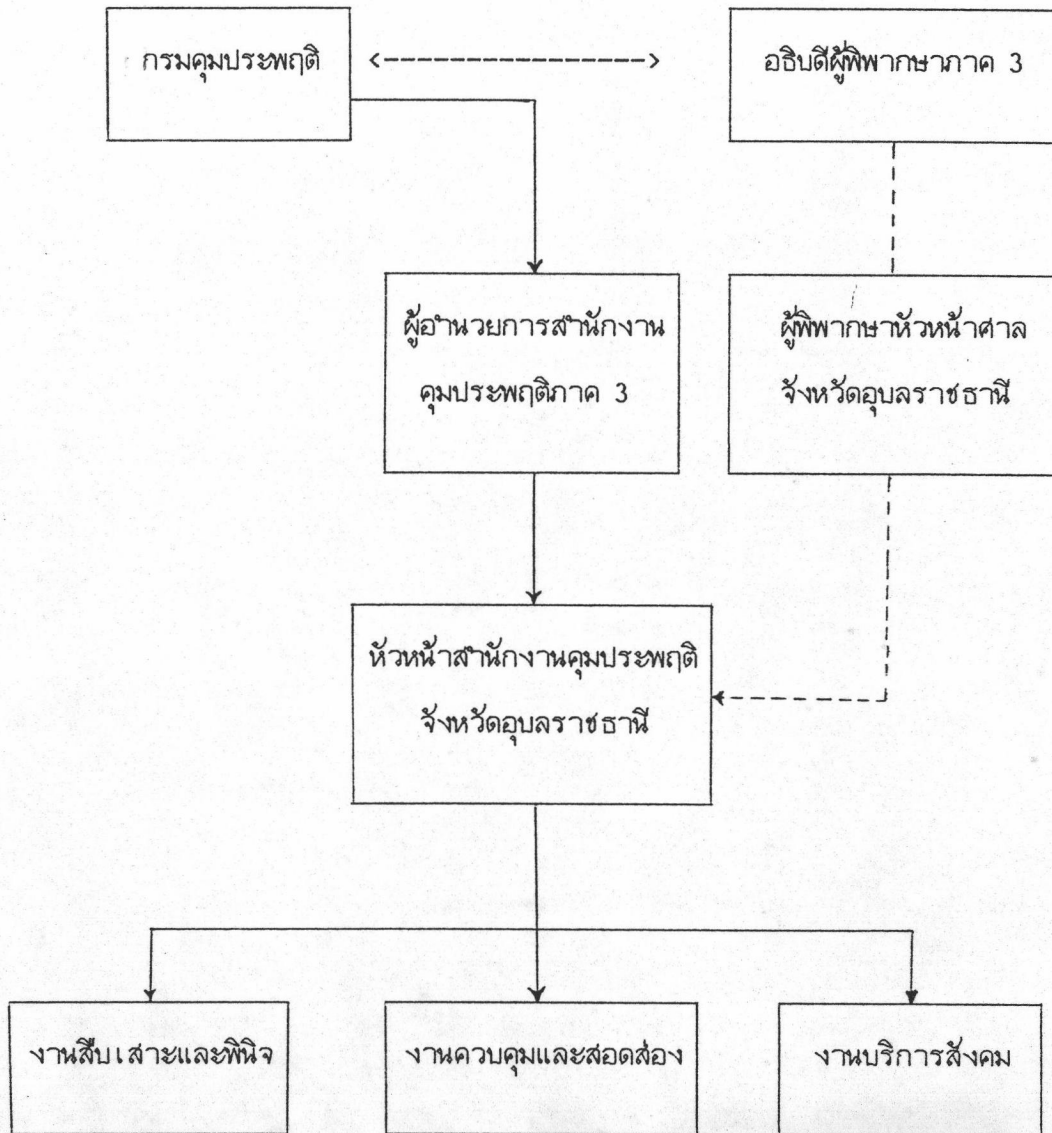 กรมคุมประพฤติ
อธิบดีผู้พิพากษาภาค 3
ผู้อำนวยการสำนักงาน
คุมประพฤติภาค 3
ผู้พิพากษาหัวหน้าศาล
จังหวัดอุบลราชธานี
หัวหน้าสำนักงานคุมประพฤติ
จังหวัดอุบลราชธานี
งานสืบเสาะและพินิจ
งานควบคุมและสอดส่อง
งานบริการสังคม